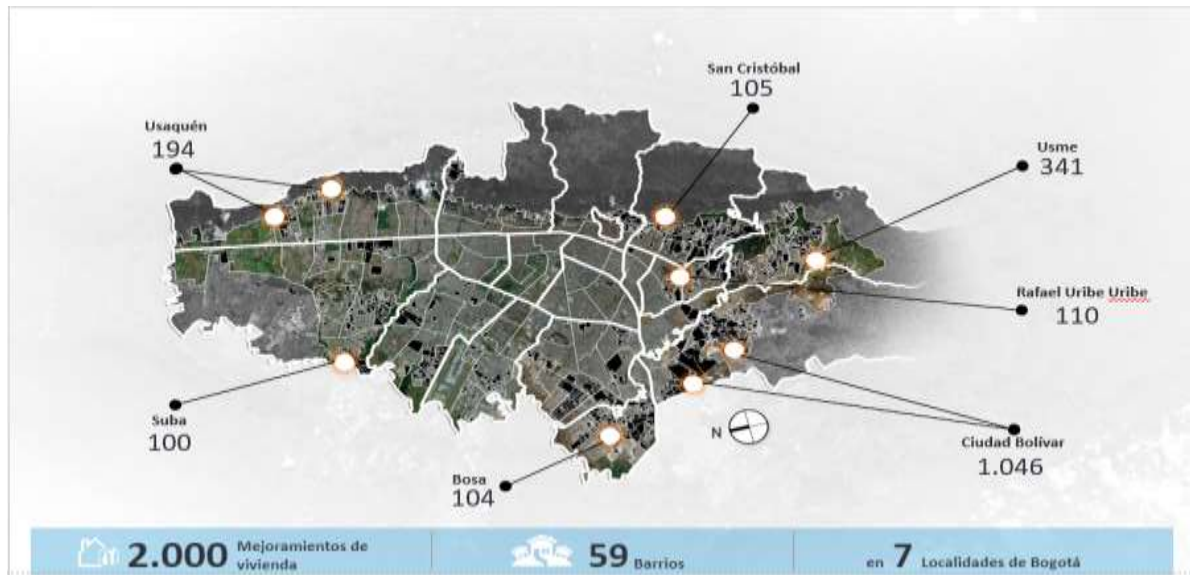 San Cristóbal
105
Usaquén
194
Usme
341
Rafael Uribe Uribe
110
Suba
100
N
Ciudad Bolívar
1.046
Bosa
104
2.000 Mejoramientos de
vivienda
59 Barrios
en 7 Localidades de Bogotá